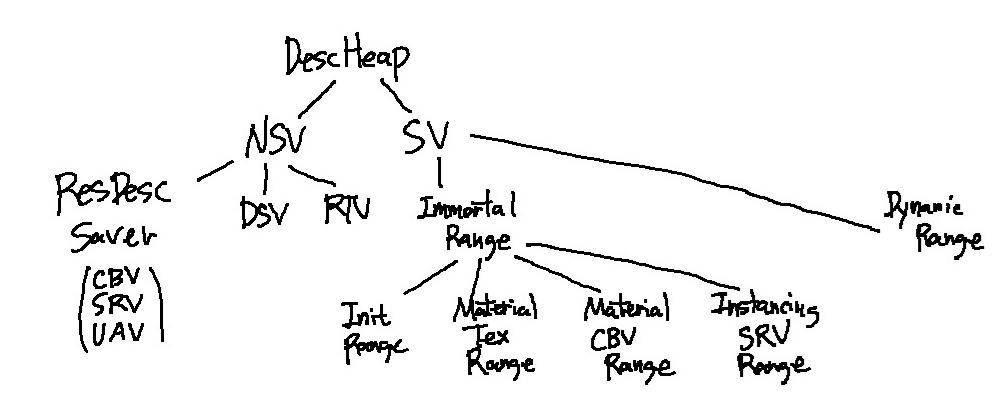 DescHeap
NSV
SV
ResDesc
Saver
(CBV
SRV
UAV)
DSV
RTV
Immortal
Range
Dynamic
Range
Init
Range
Material
Tex
Range
Material
CBV
Range
Instancing
SRV
Range